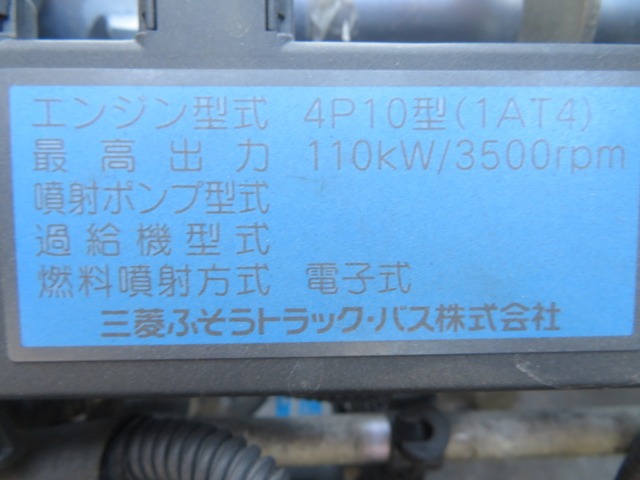 エンジン型式 4P10型(1AT4)
最高出力 110kW/3500rpm
噴射ポンプ型式
過給機型式
燃料噴射方式 電子式
三菱ふそうトラック・バス株式会社